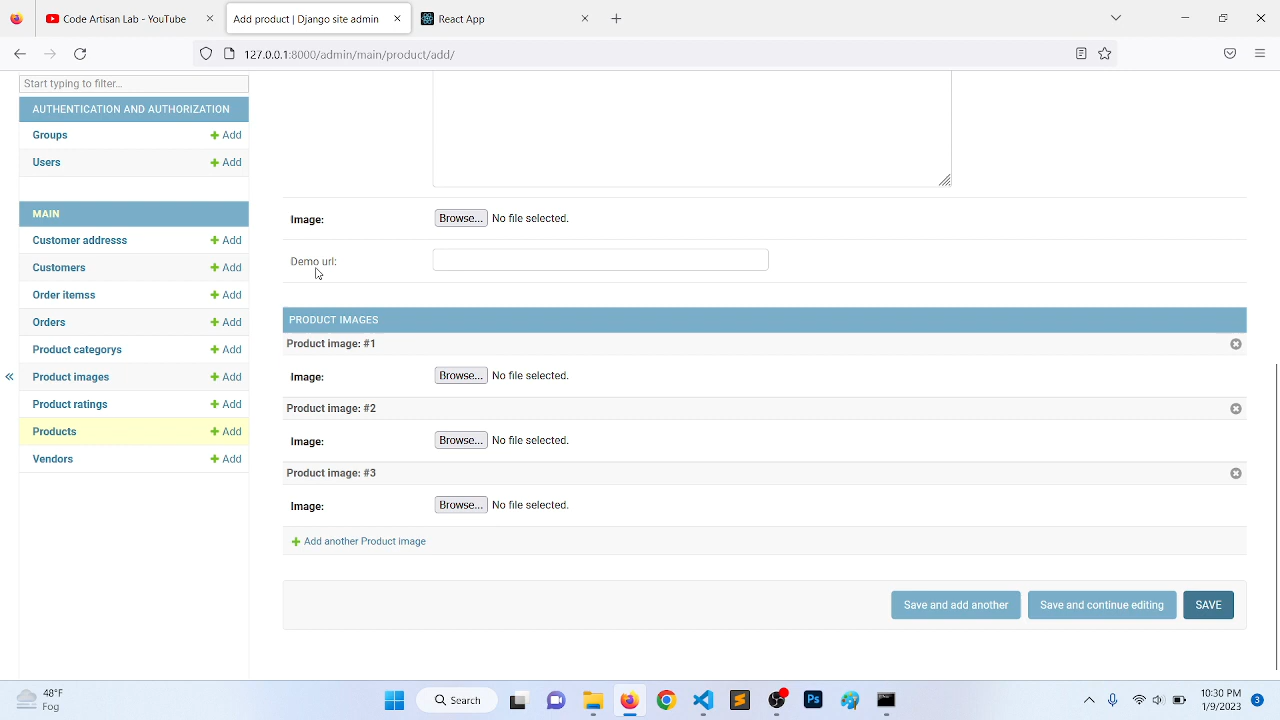 Code Artisan Lab - YouTube
Add product | Django site admin
React App
127.0.0.1:8000/admin/main/product/add/
Start typing to filter...
AUTHENTICATION AND AUTHORIZATION
Groups Add
Users Add
MAIN
Customer addresss Add
Customers Add
Order itemss Add
Orders Add
Product categorys Add
Product images Add
Product ratings Add
Products Add
Vendors Add
Image: Browse... No file selected.
Demo url:
PRODUCT IMAGES
Product image: #1
Image: Browse... No file selected.
Product image: #2
Image: Browse... No file selected.
Product image: #3
Image: Browse... No file selected.
Add another Product image
Save and add another Save and continue editing SAVE
48°F
Fog
Search
Ps
10:30 PM
1/9/2023
3